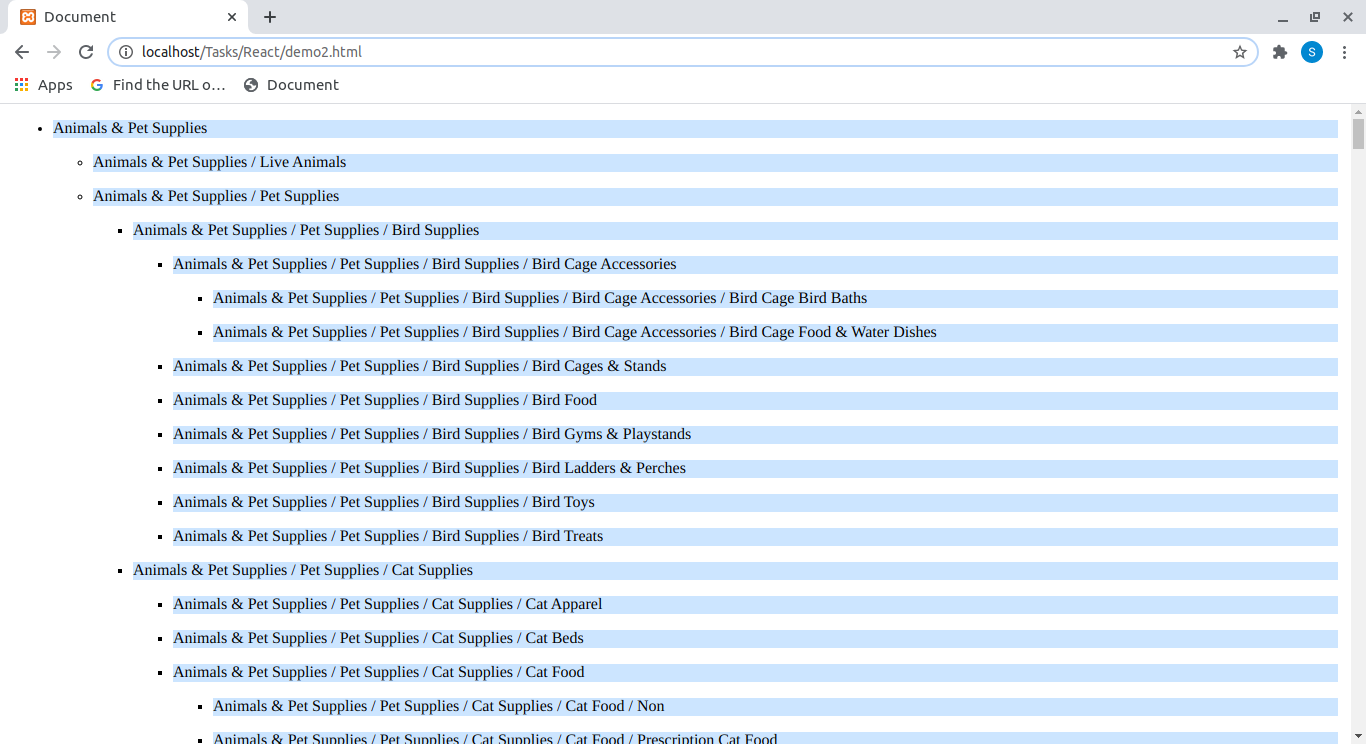 Document
localhost/Tasks/React/demo2.html
S
Apps Find the URL o... Document
Animals & Pet Supplies
Animals & Pet Supplies / Live Animals
Animals & Pet Supplies / Pet Supplies
Animals & Pet Supplies / Pet Supplies / Bird Supplies
Animals & Pet Supplies / Pet Supplies / Bird Supplies / Bird Cage Accessories
Animals & Pet Supplies / Pet Supplies / Bird Supplies / Bird Cage Accessories / Bird Cage Bird Baths
Animals & Pet Supplies / Pet Supplies / Bird Supplies / Bird Cage Accessories / Bird Cage Food & Water Dishes
Animals & Pet Supplies / Pet Supplies / Bird Supplies / Bird Cages & Stands
Animals & Pet Supplies / Pet Supplies / Bird Supplies / Bird Food
Animals & Pet Supplies / Pet Supplies / Bird Supplies / Bird Gyms & Playstands
Animals & Pet Supplies / Pet Supplies / Bird Supplies / Bird Ladders & Perches
Animals & Pet Supplies / Pet Supplies / Bird Supplies / Bird Toys
Animals & Pet Supplies / Pet Supplies / Bird Supplies / Bird Treats
Animals & Pet Supplies / Pet Supplies / Cat Supplies
Animals & Pet Supplies / Pet Supplies / Cat Supplies / Cat Apparel
Animals & Pet Supplies / Pet Supplies / Cat Supplies / Cat Beds
Animals & Pet Supplies / Pet Supplies / Cat Supplies / Cat Food
Animals & Pet Supplies / Pet Supplies / Cat Supplies / Cat Food / Non
Animals & Pet Supplies / Pet Supplies / Cat Supplies / Cat Food / Prescription Cat Food